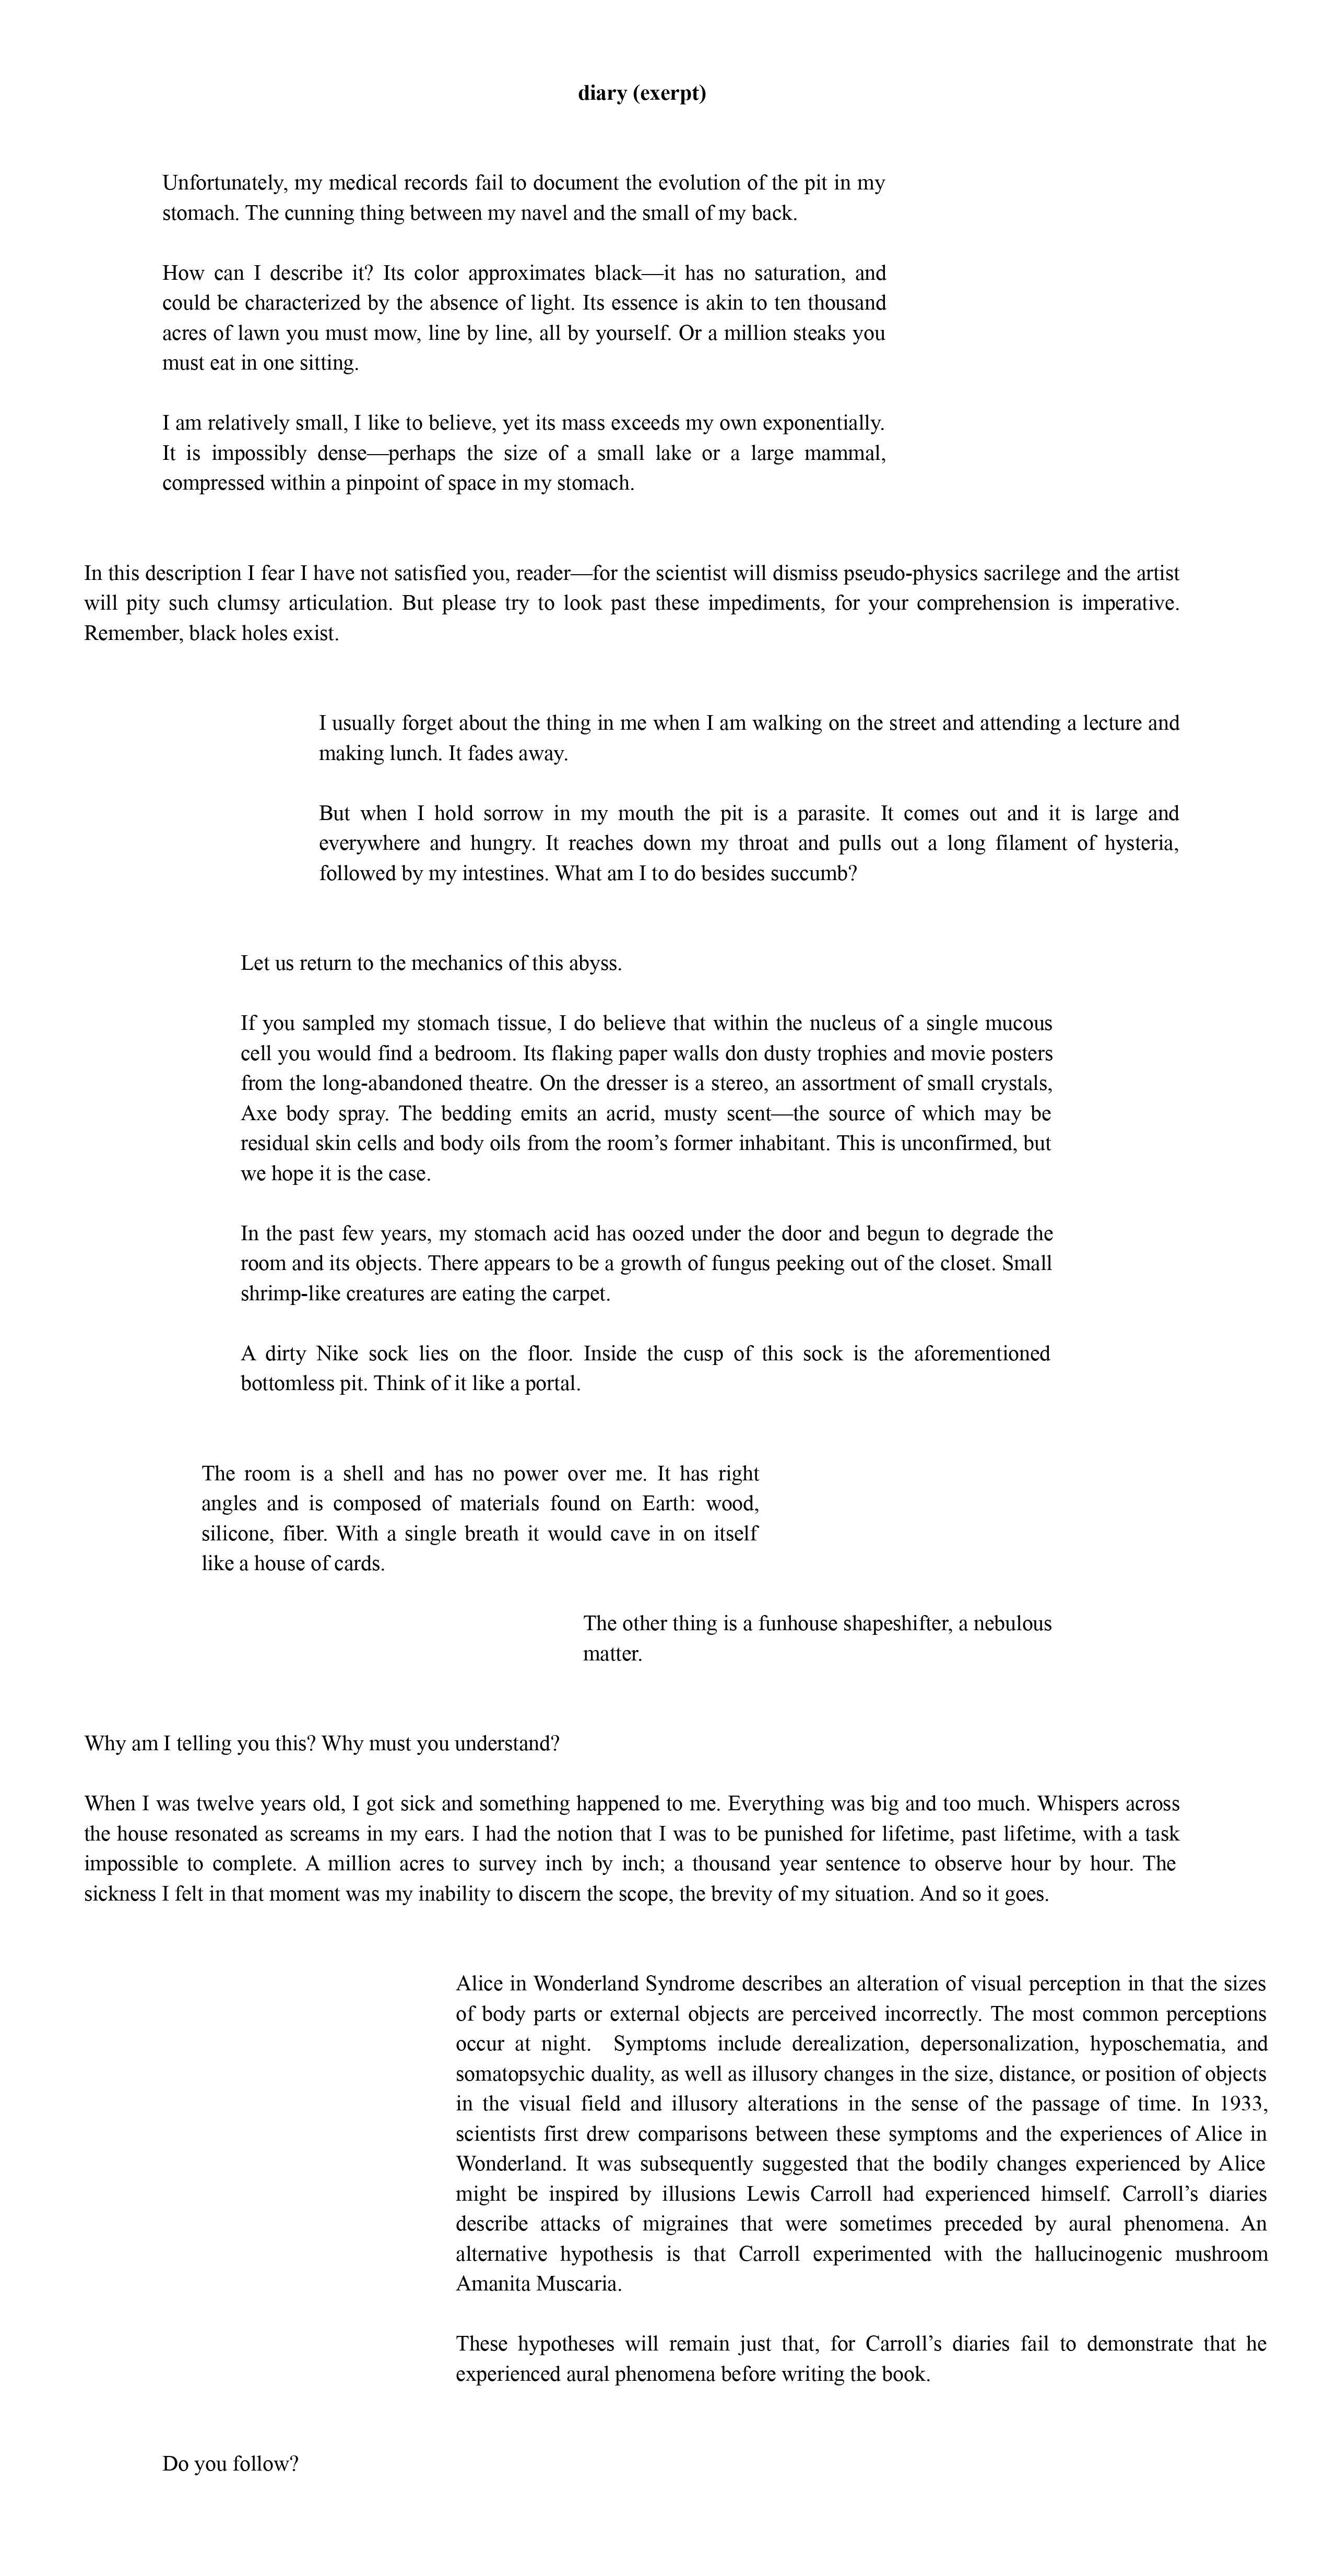 diary (exerpt)
Unfortunately, my medical records fail to document the evolution of the pit in my
stomach. The cunning thing between my navel and the small of my back.
How can I describe it? Its color approximates black—it has no saturation, and
could be characterized by the absence of light. Its essence is akin to ten thousand
acres of lawn you must mow, line by line, all by yourself. Or a million steaks you
must eat in one sitting.
I am relatively small, I like to believe, yet its mass exceeds my own exponentially.
It is impossibly dense—perhaps the size of a small lake or a large mammal,
compressed within a pinpoint of space in my stomach.
In this description I fear I have not satisfied you, reader—for the scientist will dismiss pseudo-physics sacrilege and the artist
will pity such clumsy articulation. But please try to look past these impediments, for your comprehension is imperative.
Remember, black holes exist.
I usually forget about the thing in me when I am walking on the street and attending a lecture and
making lunch. It fades away.
But when I hold sorrow in my mouth the pit is a parasite. It comes out and it is large and
everywhere and hungry. It reaches down my throat and pulls out a long filament of hysteria,
followed by my intestines. What am I to do besides succumb?
Let us return to the mechanics of this abyss.
If you sampled my stomach tissue, I do believe that within the nucleus of a single mucous
cell you would find a bedroom. Its flaking paper walls don dusty trophies and movie posters
from the long-abandoned theatre. On the dresser is a stereo, an assortment of small crystals,
Axe body spray. The bedding emits an acrid, musty scent—the source of which may be
residual skin cells and body oils from the room’s former inhabitant. This is unconfirmed, but
we hope it is the case.
In the past few years, my stomach acid has oozed under the door and begun to degrade the
room and its objects. There appears to be a growth of fungus peeking out of the closet. Small
shrimp-like creatures are eating the carpet.
A dirty Nike sock lies on the floor. Inside the cusp of this sock is the aforementioned
bottomless pit. Think of it like a portal.
The room is a shell and has no power over me. It has right
angles and is composed of materials found on Earth: wood,
silicone, fiber. With a single breath it would cave in on itself
like a house of cards.
The other thing is a funhouse shapeshifter, a nebulous
matter.
Why am I telling you this? Why must you understand?
When I was twelve years old, I got sick and something happened to me. Everything was big and too much. Whispers across
the house resonated as screams in my ears. I had the notion that I was to be punished for lifetime, past lifetime, with a task
impossible to complete. A million acres to survey inch by inch; a thousand year sentence to observe hour by hour. The
sickness I felt in that moment was my inability to discern the scope, the brevity of my situation. And so it goes.
Alice in Wonderland Syndrome describes an alteration of visual perception in that the sizes
of body parts or external objects are perceived incorrectly. The most common perceptions
occur at night.  Symptoms include derealization, depersonalization, hyposchematia, and
somatopsychic duality, as well as illusory changes in the size, distance, or position of objects
in the visual field and illusory alterations in the sense of the passage of time. In 1933,
scientists first drew comparisons between these symptoms and the experiences of Alice in
Wonderland. It was subsequently suggested that the bodily changes experienced by Alice
might be inspired by illusions Lewis Carroll had experienced himself. Carroll’s diaries
describe attacks of migraines that were sometimes preceded by aural phenomena. An
alternative hypothesis is that Carroll experimented with the hallucinogenic mushroom
Amanita Muscaria.
These hypotheses will remain just that, for Carroll’s diaries fail to demonstrate that he
experienced aural phenomena before writing the book.
Do you follow?